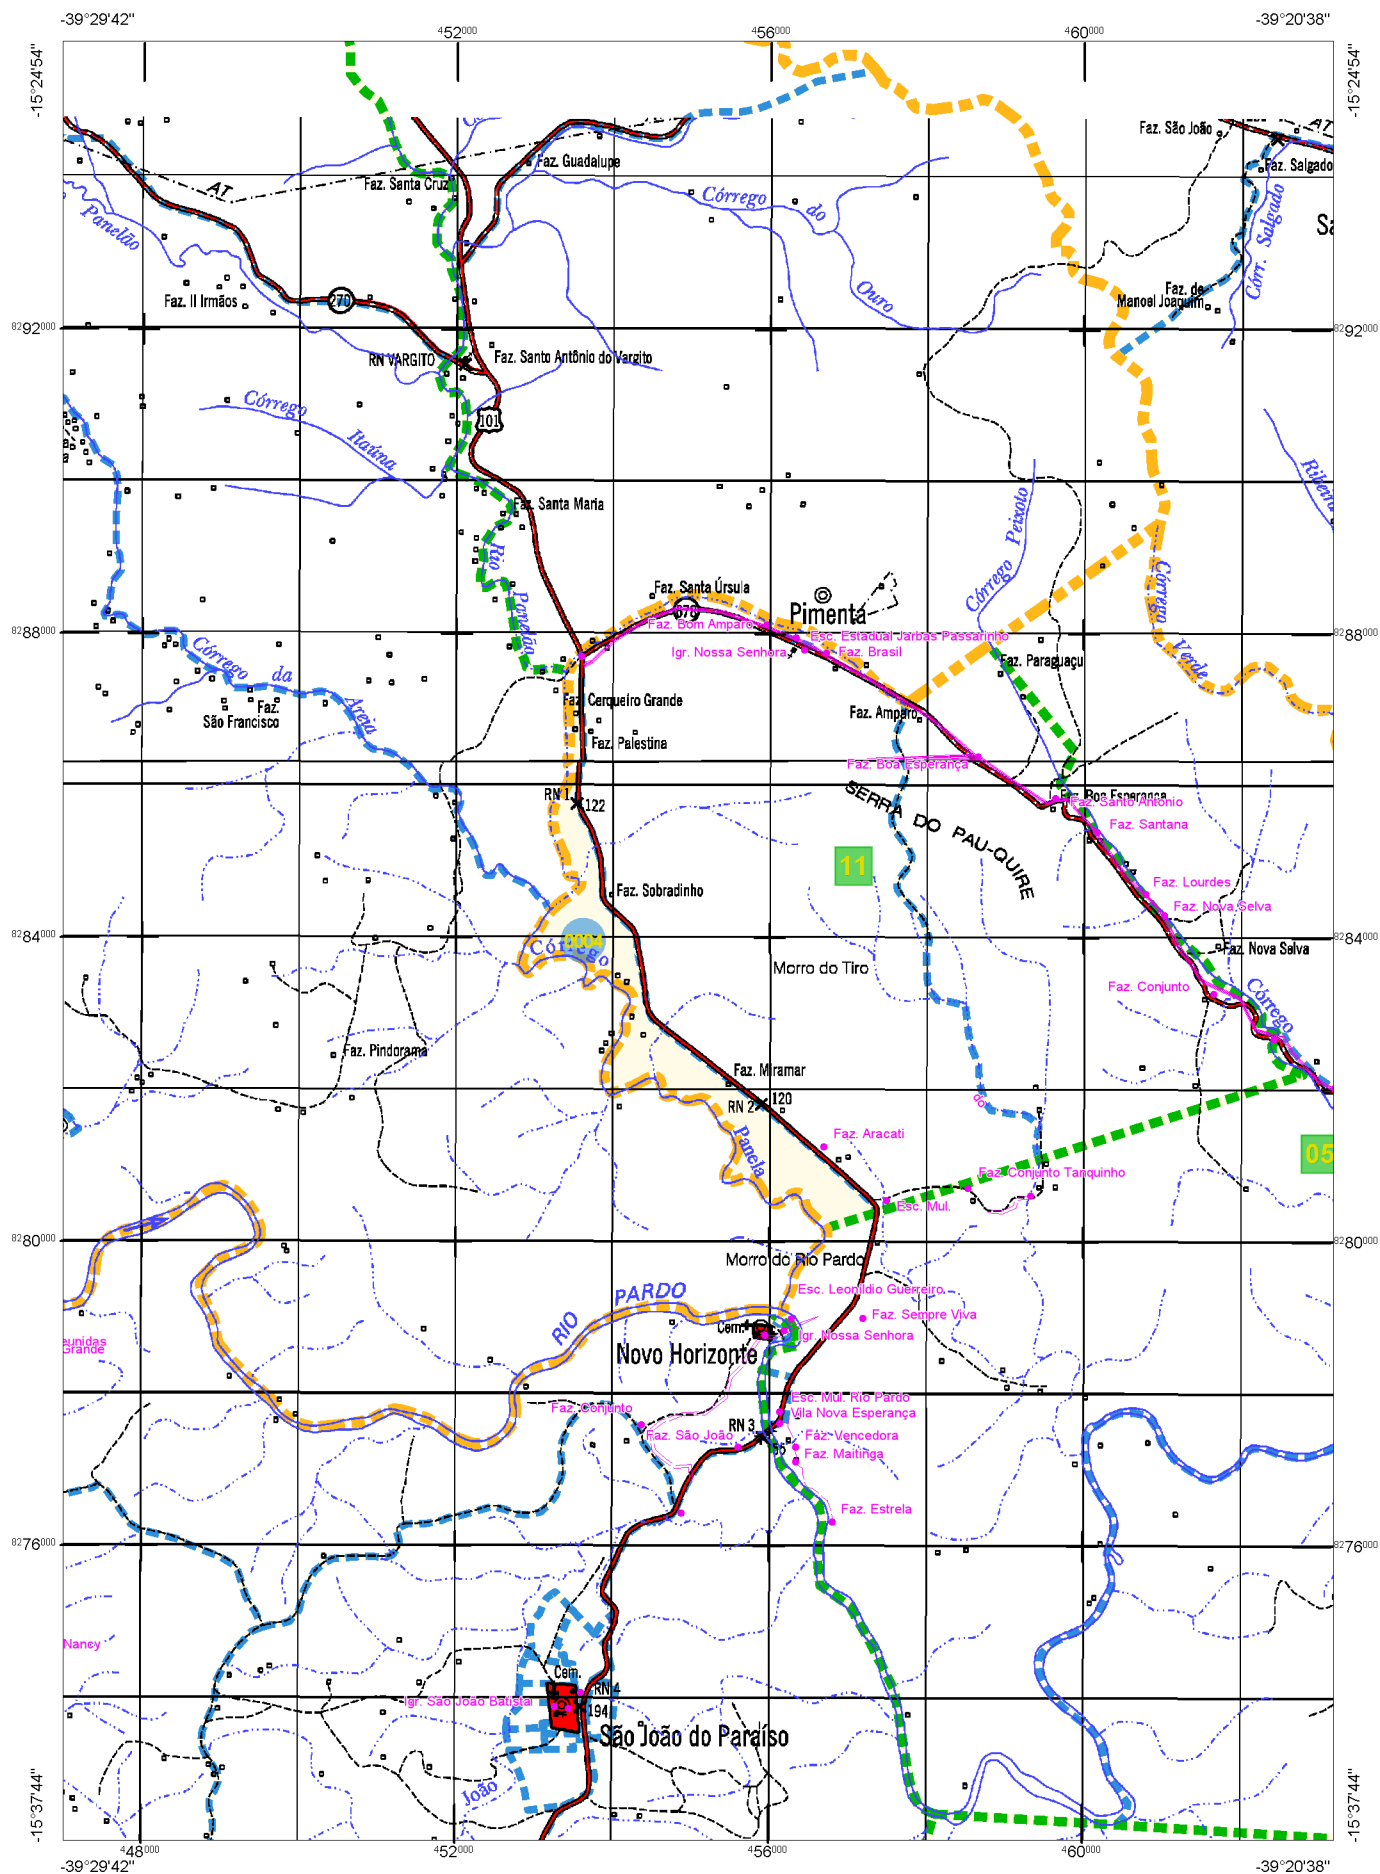 -39°29'42"
-39°20'38"
452000
456000
460000
-15°24'54"
-15°24'54"
Faz. São João
AT
Faz. Guadalupe
Faz. Salgado
Faz. Santa Cruz
AT
Córrego
do
Panelão
Córr. Salgado
Ouro
Faz. de
Manoel Joaquim
Faz. II Irmãos
270
8292000
8292000
RN VARGITO
Faz. Santo Antônio do Vargito
Córrego
101
Itaúna
Faz. Santa Maria
Peixoto
Rio
Córrego
Faz. Santa Úrsula
Córrego
Pimenta
Panelão
Faz. Bom Amparo
Esc. Estadual Jarbas Passarinho
8288000
8288000
Igr. Nossa Senhora
Faz. Brasil
Verde
Faz. Paraguaçu
Córrego
da
Faz. Cerqueiro Grande
Faz.
São Francisco
Areia
Faz. Amparo
Faz. Palestina
Faz. Boa Esperança
RN 1
122
SERRA DO PAU-QUIRE
Boa Esperança
Faz. Santo Antônio
Faz. Santana
11
Faz. Sobradinho
Faz. Lourdes
Faz. Nova Selva
8284000
0004
8284000
Córrego
Faz. Nova Selva
Morro do Tiro
Faz. Conjunto
Córrego
Faz. Pindorama
Faz. Miramar
RN 2
120
do
Faz. Aracati
Panela
05
Faz. Conjunto Tanquinho
Esc. Mul.
8280000
8280000
Morro do Rio Pardo
RIO
PARDO
Esc. Leonildio Guerreiro
Faz. Sempre Viva
Cem.
Igr. Nossa Senhora
eunidas
Grande
Novo Horizonte
Esc. Mul. Rio Pardo
Faz. Conjunto
Vila Nova Esperança
RN 3
Faz. São João
Faz. Vencedora
55
Faz. Maitinga
Faz. Estrela
8276000
8276000
Nancy
Cem.
RN 4
Igr. São João Batista
194
São João do Paraíso
João
-15°37'44"
-15°37'44"
448000
452000
456000
460000
-39°29'42"
-39°20'38"